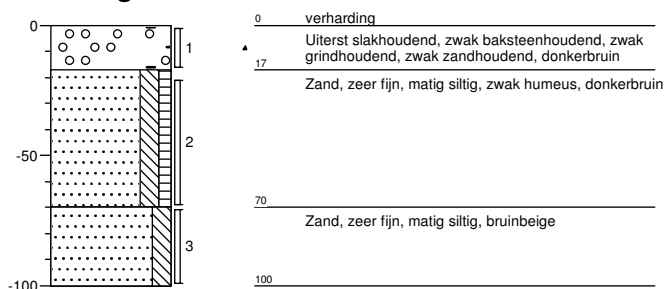 0
0 verharding
1
Uiterst slakhoudend, zwak baksteenhoudend, zwak
grindhoudend, zwak zandhoudend, donkerbruin
17
Zand, zeer fijn, matig siltig, zwak humeus, donkerbruin
2
-50
70
Zand, zeer fijn, matig siltig, bruinbeige
3
-100
100